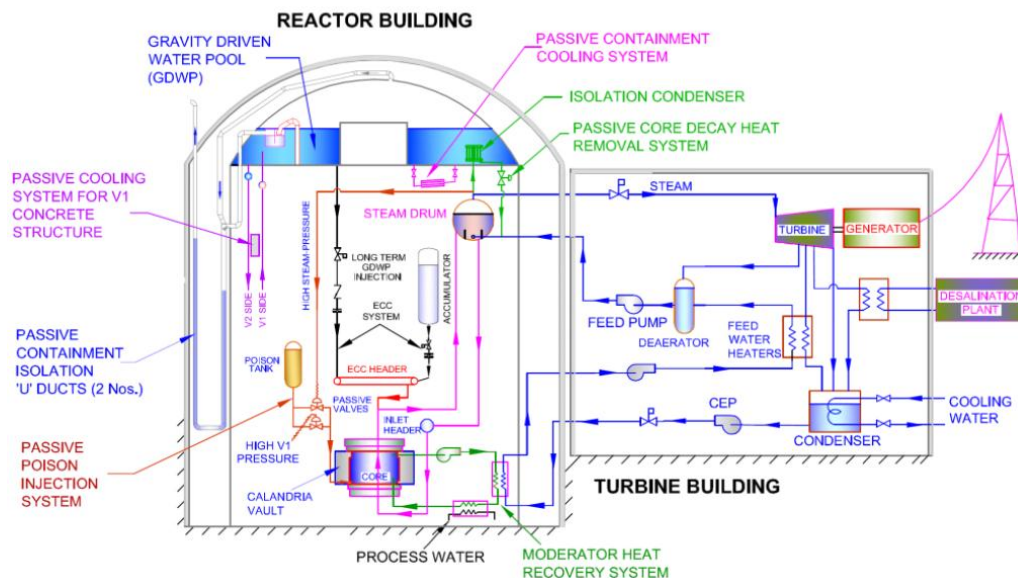 REACTOR BUILDING
GRAVITY DRIVEN
WATER POOL
(GDWP)
PASSIVE CONTAINMENT
COOLING SYSTEM
ISOLATION CONDENSER
PASSIVE CORE DECAY HEAT
REMOVAL SYSTEM
PASSIVE COOLING
SYSTEM FOR V1
CONCRETE
STRUCTURE
STEAM DRUM
STEAM
TURBINE
GENERATOR
HIGH STEAM PRESSURE
LONG TERM
GDWP
INJECTION
ECC
SYSTEM
ACCUMULATOR
V2 SIDE
V1 SIDE
FEED PUMP
DEAERATOR
FEED
WATER
HEATERS
DESALINATION
PLANT
PASSIVE
CONTAINMENT
ISOLATION
'U' DUCTS (2 Nos.)
POISON
TANK
ECC HEADER
PASSIVE
VALVES
INLET
HEADER
CEP
COOLING
WATER
CONDENSER
PASSIVE
POISON
INJECTION
SYSTEM
HIGH V1
PRESSURE
CORE
CALANDRIA
VAULT
TURBINE BUILDING
PROCESS WATER
MODERATOR HEAT
RECOVERY SYSTEM